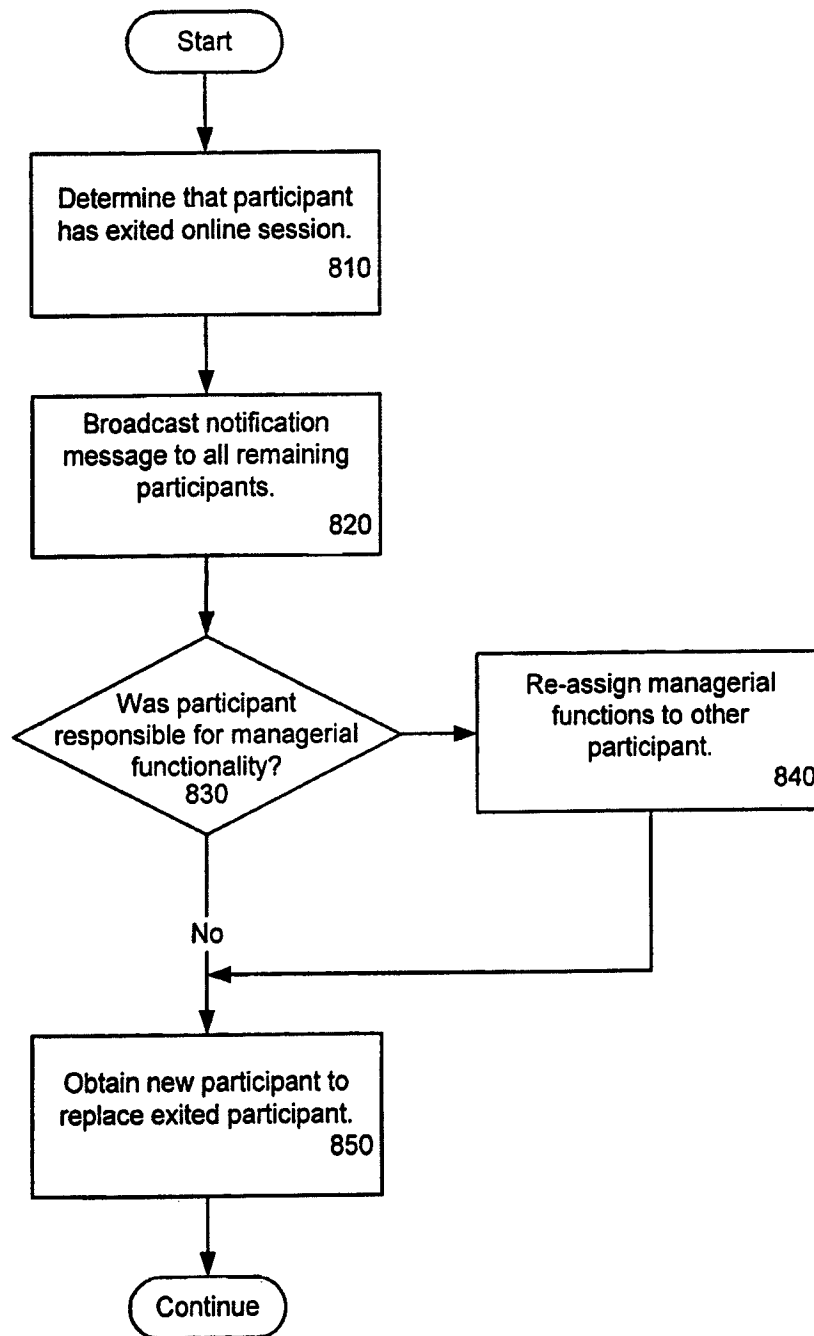 Start
Determine that participant
has exited online session.
810
Broadcast notification
message to all remaining
participants.
820
Was participant
responsible for managerial
functionality?
830
Re-assign managerial
functions to other
participant.
840
No
Obtain new participant to
replace exited participant.
850
Continue